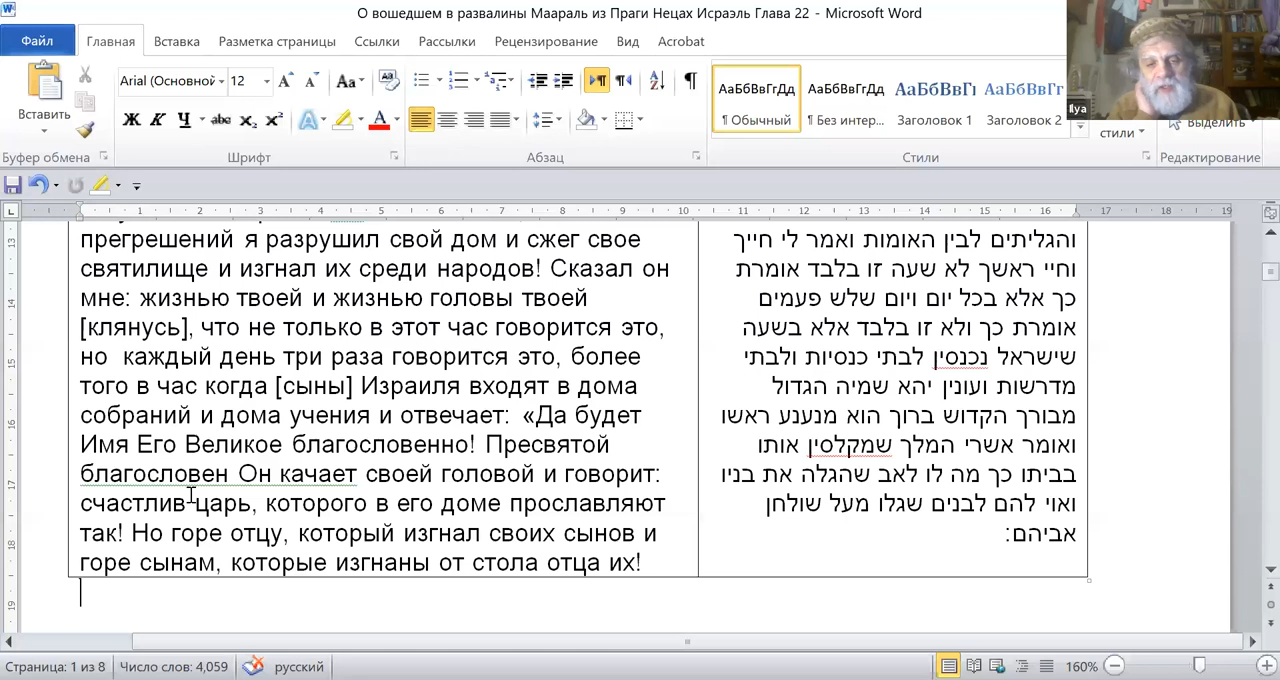 О вошедшем в развалины Маараль из Праги Нецах Исраэль Глава 22 - Microsoft Word
Файл Главная Вставка Разметка страницы Ссылки Рассылки Рецензирование Вид Acrobat
Arial (Основной 12
Вставить
АаБбВвГгДд АаБбВвГгДд АаБбВвГг АаБбВвГг
¶ Обычный ¶ Без интер... Заголовок 1 Заголовок 2
стили
Выделить
Буфер обмена Шрифт Абзац Стили Редактирование
Ilya
прегрешений я разрушил свой дом и сжег свое
святилище и изгнал их среди народов! Сказал он
мне: жизнью твоей и жизнью головы твоей
[клянусь], что не только в этот час говорится это,
но каждый день три раза говорится это, более
того в час когда [сыны] Израиля входят в дома
собраний и дома учения и отвечает: «Да будет
Имя Его Великое благословенно! Пресвятой
благословен Он качает своей головой и говорит:
счастлив царь, которого в его доме прославляют
так! Но горе отцу, который изгнал своих сынов и
горе сынам, которые изгнаны от стола отца их!
והגליתים לבין האומות ואמר לי חייך
וחיי ראשך לא שעה זו בלבד אומרת
כך אלא בכל יום ויום שלש פעמים
אומרת כך ולא זו בלבד אלא בשעה
שישראל נכנסין לבתי כנסיות ולבתי
מדרשות ועונין יהא שמיה הגדול
מבורך הקדוש ברוך הוא מנענע ראשו
ואומר אשרי המלך שמקלסין אותו
בביתו כך מה לו לאב שהגלה את בניו
ואוי להם לבנים שגלו מעל שולחן
אביהם:
Страница: 1 из 8 Число слов: 4,059 русский 160%